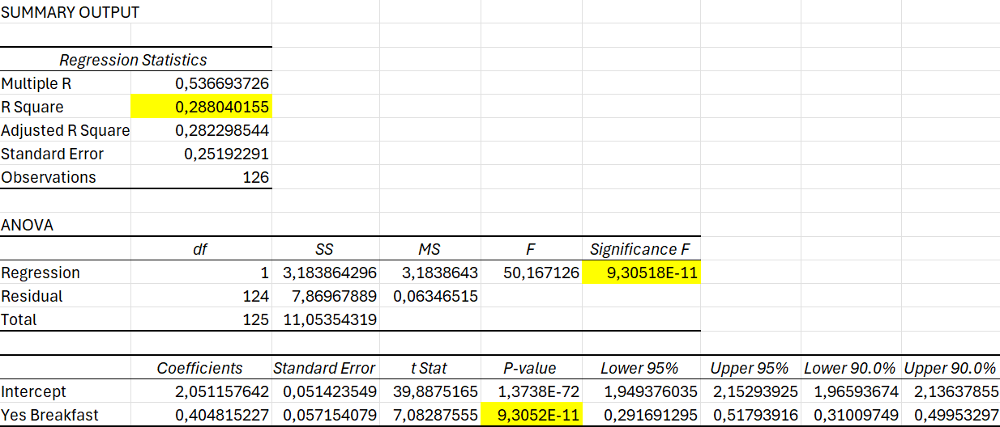 SUMMARY OUTPUT
Regression Statistics
Multiple R 0,536693726
R Square 0,288040155
Adjusted R Square 0,282298544
Standard Error 0,25192291
Observations 126
ANOVA
df SS MS F Significance F
Regression 1 3,183864296 3,1838643 50,167126 9,30518E-11
Residual 124 7,86967889 0,06346515
Total 125 11,05354319
Coefficients Standard Error t Stat P-value Lower 95% Upper 95% Lower 90.0% Upper 90.0%
Intercept 2,051157642 0,051423549 39,8875165 1,3738E-72 1,949376035 2,15293925 1,96593674 2,13637855
Yes Breakfast 0,404815227 0,057154079 7,08287555 9,3052E-11 0,291691295 0,51793916 0,31009749 0,49953297